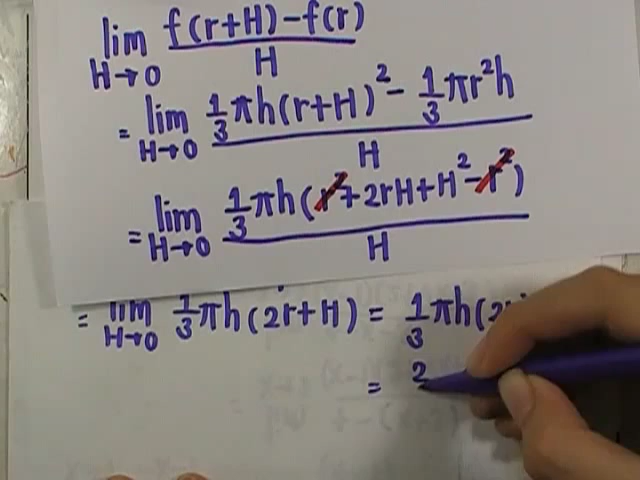 lim f(r+H)-f(r)
H→0 H
= lim 1/3 πh(r+H)² - 1/3 πr²h
H→0 H
= lim 1/3 πh(r²+2rH+H²-r²)
H→0 H
= lim 1/3 πh(2r+H) = 1/3 πh(2r
H→0
= 2